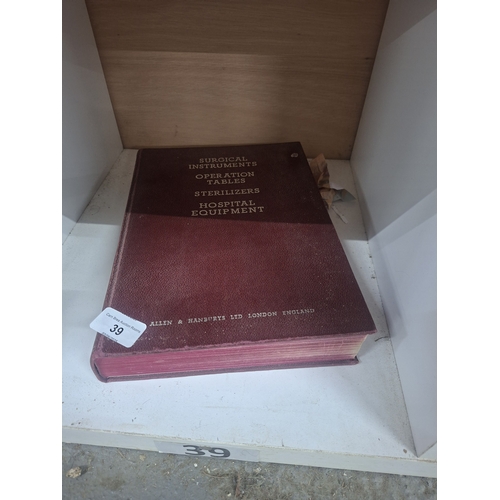 SURGICAL
INSTRUMENTS
OPERATION
TABLES
STERILIZERS
HOSPITAL
EQUIPMENT
ALLEN & HANBURYS LTD LONDON ENGLAND
39
39